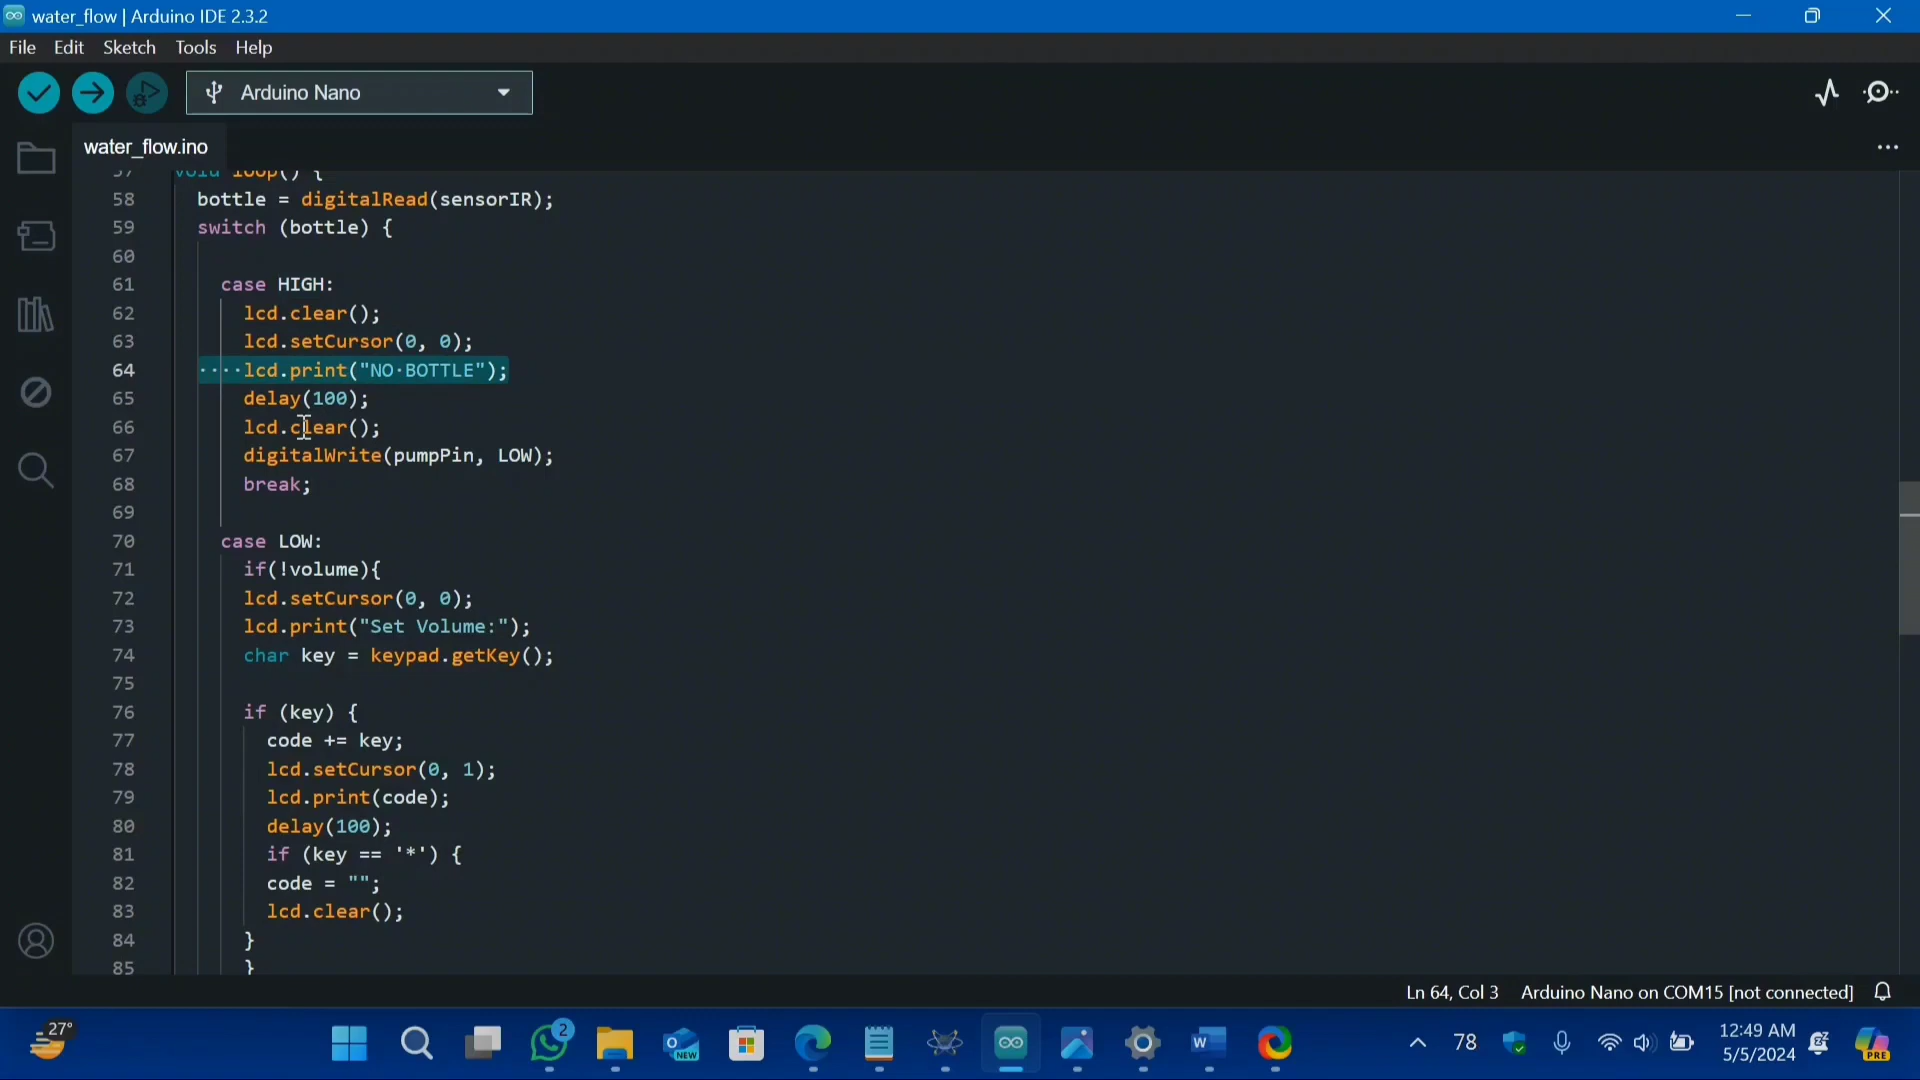 water_flow | Arduino IDE 2.3.2
File Edit Sketch Tools Help
Arduino Nano
water_flow.ino
57 void loop() {
58 bottle = digitalRead(sensorIR);
59 switch (bottle) {
60
61 case HIGH:
62 lcd.clear();
63 lcd.setCursor(0, 0);
64 ····lcd.print("NO·BOTTLE");
65 delay(100);
66 lcd.clear();
67 digitalWrite(pumpPin, LOW);
68 break;
69
70 case LOW:
71 if(!volume){
72 lcd.setCursor(0, 0);
73 lcd.print("Set Volume:");
74 char key = keypad.getKey();
75
76 if (key) {
77 code += key;
78 lcd.setCursor(0, 1);
79 lcd.print(code);
80 delay(100);
81 if (key == '*') {
82 code = "";
83 lcd.clear();
84 }
85 }
Ln 64, Col 3 Arduino Nano on COM15 [not connected]
27°
2
NEW
W
78
12:49 AM
5/5/2024
PRE